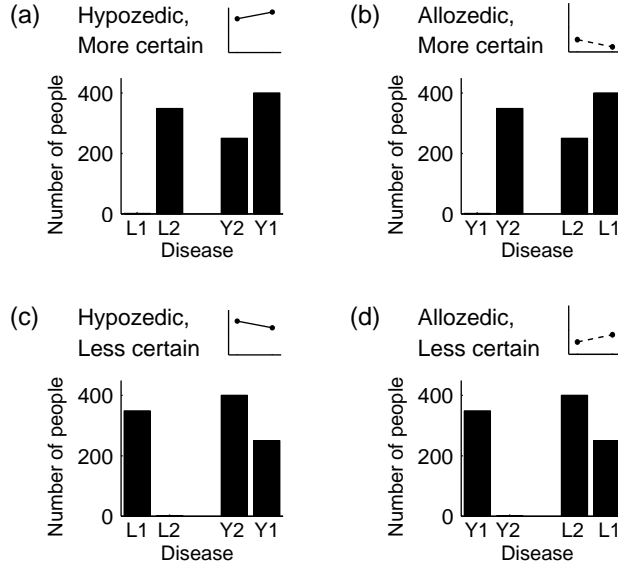 (a) Hypozedic,
More certain
Number of people
400
200
0
L1 L2 Y2 Y1
Disease
(b) Allozedic,
More certain
Number of people
400
200
0
Y1 Y2 L2 L1
Disease
(c) Hypozedic,
Less certain
Number of people
400
200
0
L1 L2 Y2 Y1
Disease
(d) Allozedic,
Less certain
Number of people
400
200
0
Y1 Y2 L2 L1
Disease